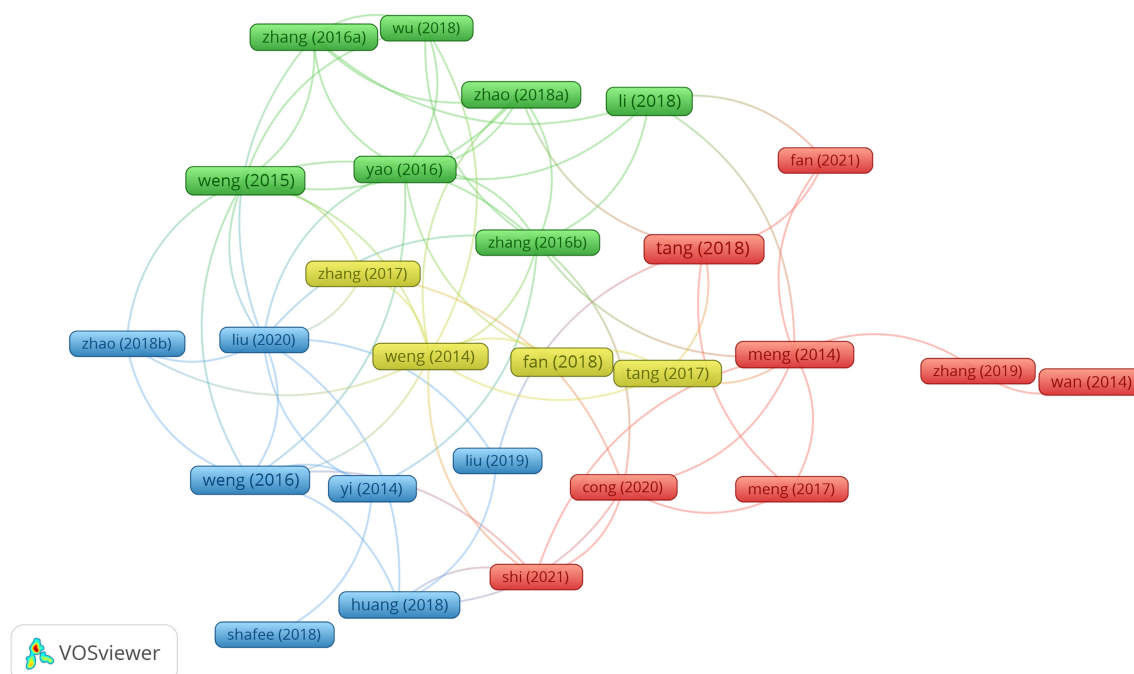 wu (2018)
zhang (2016a)
zhao (2018a)
li (2018)
fan (2021)
yao (2016)
weng (2015)
zhang (2016b)
tang (2018)
zhang (2017)
liu (2020)
zhao (2018b)
weng (2014)
fan (2018)
tang (2017)
meng (2014)
zhang (2019)
wan (2014)
liu (2019)
weng (2016)
yi (2014)
cong (2020)
meng (2017)
shi (2021)
huang (2018)
shafee (2018)
VOSviewer